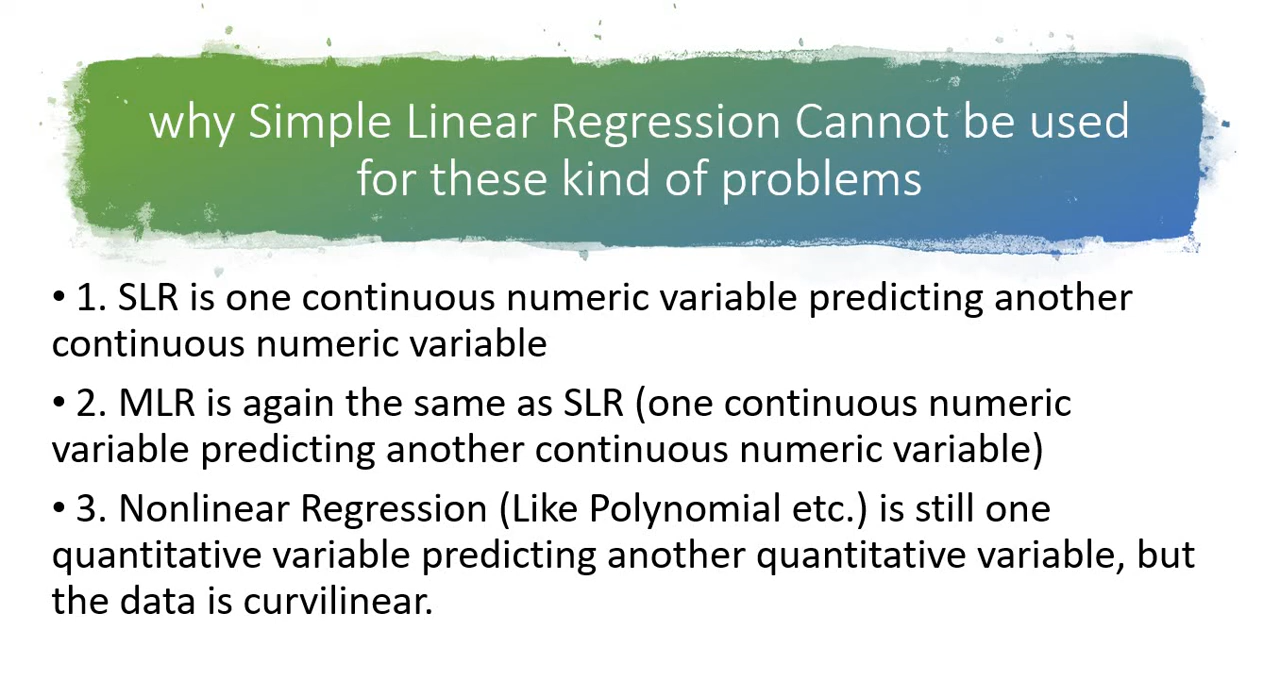 why Simple Linear Regression Cannot be used
for these kind of problems
• 1. SLR is one continuous numeric variable predicting another
continuous numeric variable
• 2. MLR is again the same as SLR (one continuous numeric
variable predicting another continuous numeric variable)
• 3. Nonlinear Regression (Like Polynomial etc.) is still one
quantitative variable predicting another quantitative variable, but
the data is curvilinear.